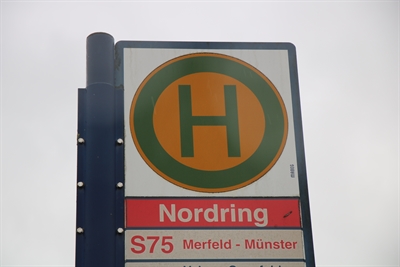 H
Nordring
S75 Merfeld - Münster